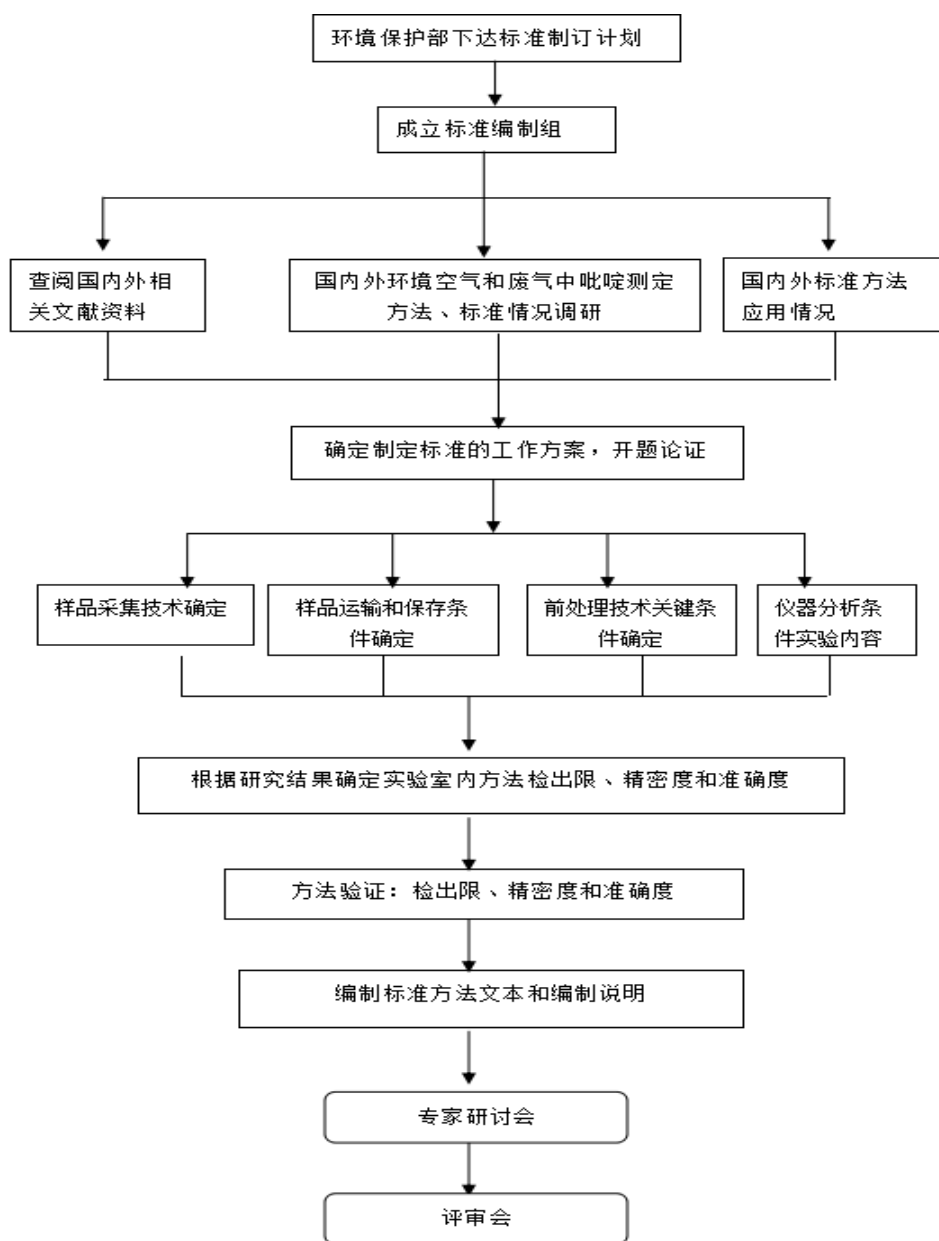 环境保护部下达标准制订计划
成立标准编制组
查阅国内外相
关文献资料
国内外环境空气和废气中吡啶测定
方法、标准情况调研
国内外标准方法
应用情况
确定制定标准的工作方案，开题论证
样品采集技术确定
样品运输和保存条
件确定
前处理技术关键条
件确定
仪器分析条
件实验内容
根据研究结果确定实验室内方法检出限、精密度和准确度
方法验证：检出限、精密度和准确度
编制标准方法文本和编制说明
专家研讨会
评审会